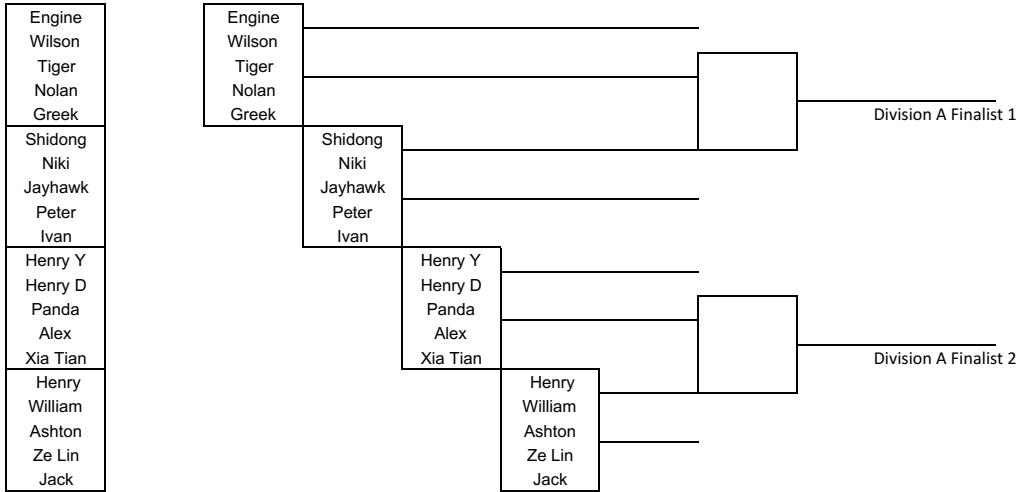 Engine
Wilson
Tiger
Nolan
Greek
Shidong
Niki
Jayhawk
Peter
Ivan
Henry Y
Henry D
Panda
Alex
Xia Tian
Henry
William
Ashton
Ze Lin
Jack
Engine
Wilson
Tiger
Nolan
Greek
Shidong
Niki
Jayhawk
Peter
Ivan
Henry Y
Henry D
Panda
Alex
Xia Tian
Henry
William
Ashton
Ze Lin
Jack
Division A Finalist 1
Division A Finalist 2